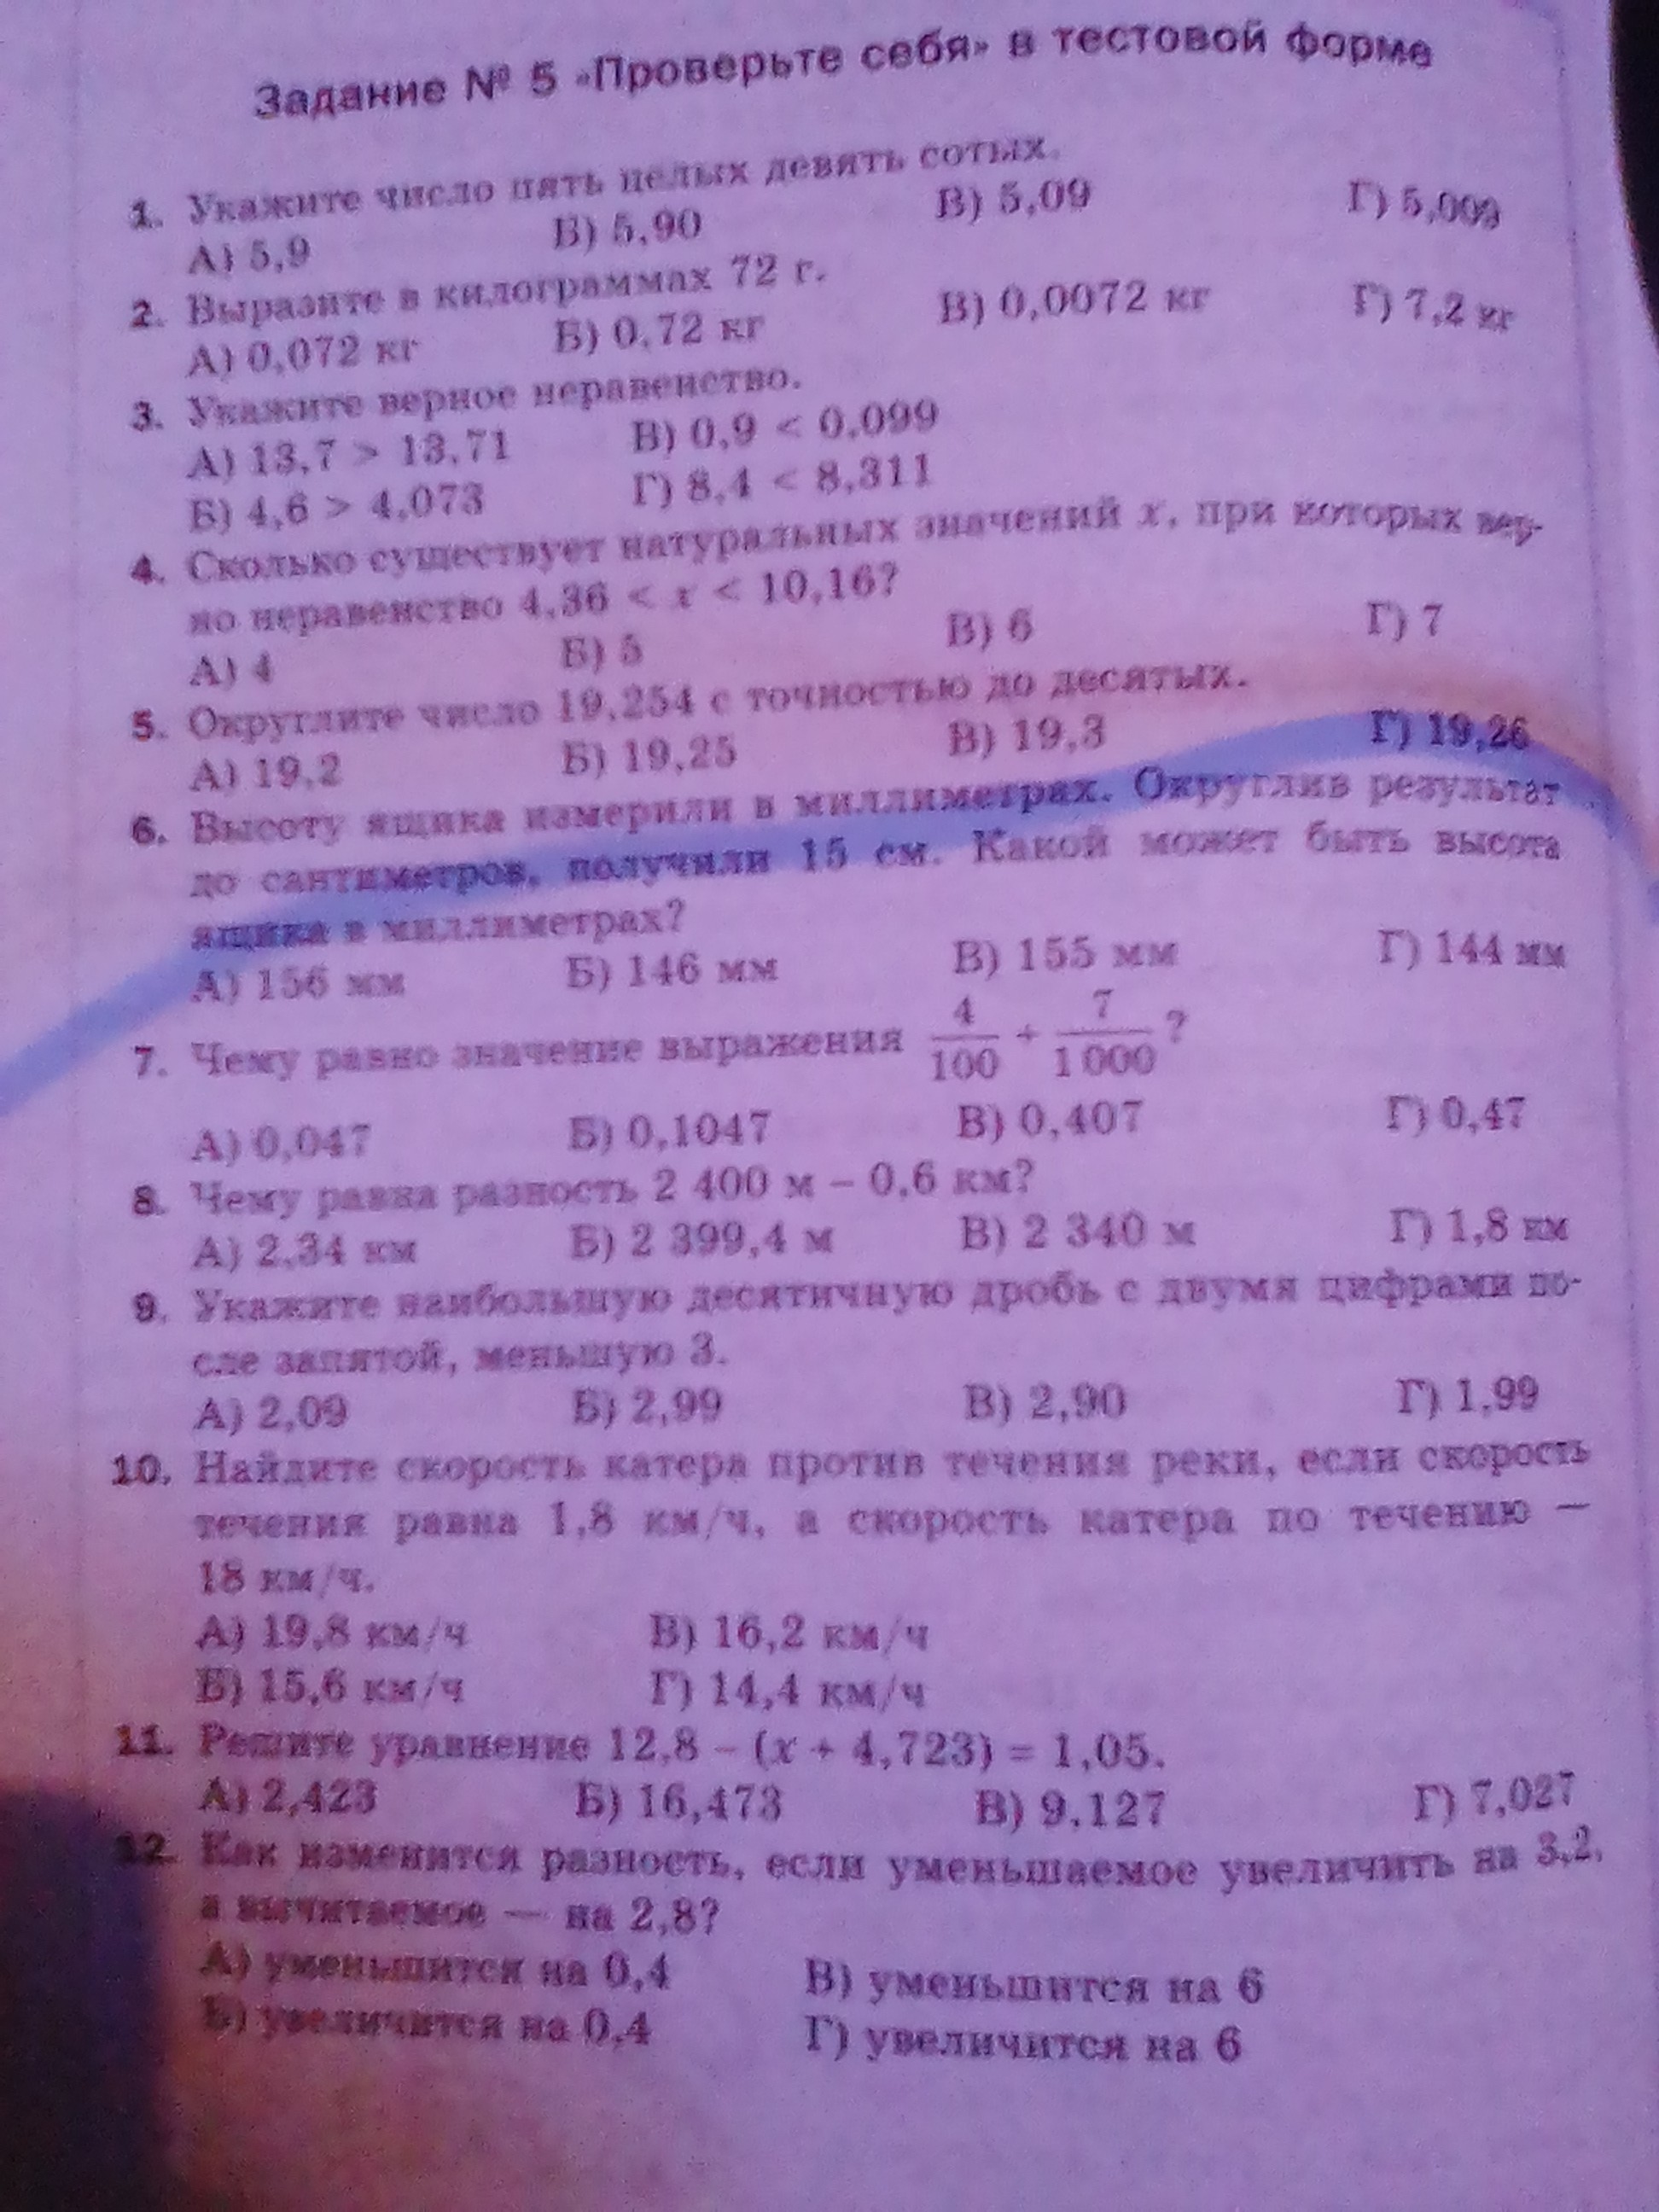 Задание № 5 «Проверьте себя» в тестовой форме
1. Укажите число пять целых девять сотых.
А) 5,9 Б) 5,90 В) 5,09 Г) 5,009
2. Выразите в килограммах 72 г.
А) 0,072 кг Б) 0,72 кг В) 0,0072 кг Г) 7,2 кг
3. Укажите верное неравенство.
А) 13,7 > 13,71 В) 0,9 < 0,099
Б) 4,6 > 4,073 Г) 8,4 < 8,311
4. Сколько существует натуральных значений x, при которых вер-
но неравенство 4,36 < x < 10,16?
А) 4 Б) 5 В) 6 Г) 7
5. Округлите число 19,254 с точностью до десятых.
А) 19,2 Б) 19,25 В) 19,3 Г) 19,26
6. Высоту ящика измерили в миллиметрах. Округлив результат
до сантиметров, получили 15 см. Какой может быть высота
ящика в миллиметрах?
А) 156 мм Б) 146 мм В) 155 мм Г) 144 мм
7. Чему равно значение выражения 4/100 + 7/1 000 ?
А) 0,047 Б) 0,1047 В) 0,407 Г) 0,47
8. Чему равна разность 2 400 м – 0,6 км?
А) 2,34 км Б) 2 399,4 м В) 2 340 м Г) 1,8 км
9. Укажите наибольшую десятичную дробь с двумя цифрами по-
сле запятой, меньшую 3.
А) 2,09 Б) 2,99 В) 2,90 Г) 1,99
10. Найдите скорость катера против течения реки, если скорость
течения равна 1,8 км/ч, а скорость катера по течению —
18 км/ч.
А) 19,8 км/ч В) 16,2 км/ч
Б) 15,6 км/ч Г) 14,4 км/ч
11. Решите уравнение 12,8 – (x + 4,723) = 1,05.
А) 2,423 Б) 16,473 В) 9,127 Г) 7,027
12. Как изменится разность, если уменьшаемое увеличить на 3,2,
а вычитаемое — на 2,8?
А) уменьшится на 0,4 В) уменьшится на 6
Б) увеличится на 0,4 Г) увеличится на 6